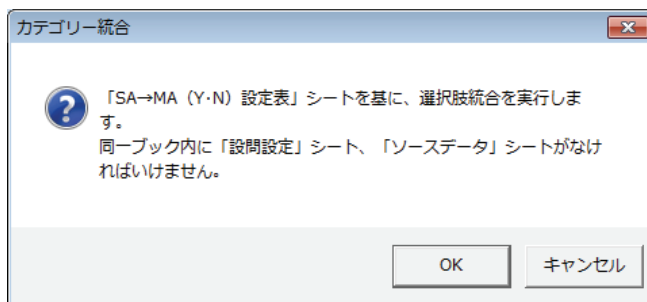 カテゴリー統合
「SA→MA（Y･N）設定表」シートを基に、選択肢統合を実行しま
す。
同一ブック内に「設問設定」シート、「ソースデータ」シートがなけ
ればいけません。
OK
キャンセル